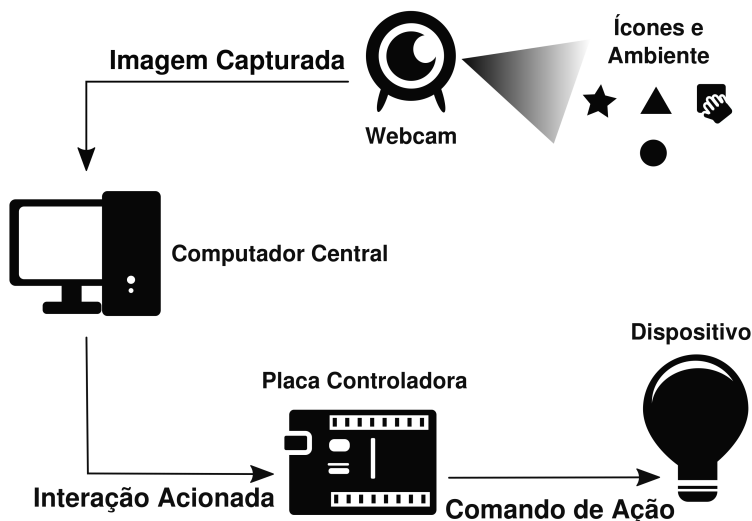 Ícones e
Ambiente
Imagem Capturada
Webcam
Computador Central
Dispositivo
Placa Controladora
Interação Acionada
Comando de Ação